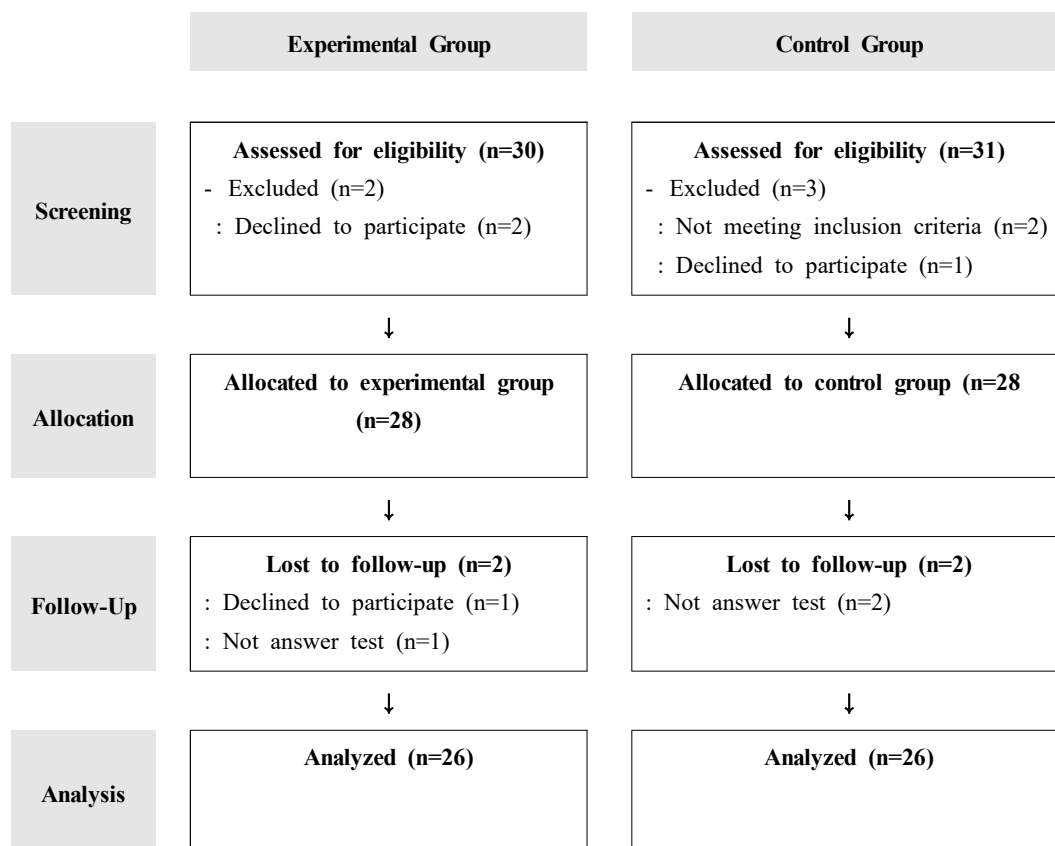 Experimental Group
Control Group
Screening
Assessed for eligibility (n=30)
- Excluded (n=2)
: Declined to participate (n=2)
Assessed for eligibility (n=31)
- Excluded (n=3)
: Not meeting inclusion criteria (n=2)
: Declined to participate (n=1)
↓
↓
Allocation
Allocated to experimental group
(n=28)
Allocated to control group (n=28
↓
↓
Follow-Up
Lost to follow-up (n=2)
: Declined to participate (n=1)
: Not answer test (n=1)
Lost to follow-up (n=2)
: Not answer test (n=2)
↓
↓
Analysis
Analyzed (n=26)
Analyzed (n=26)